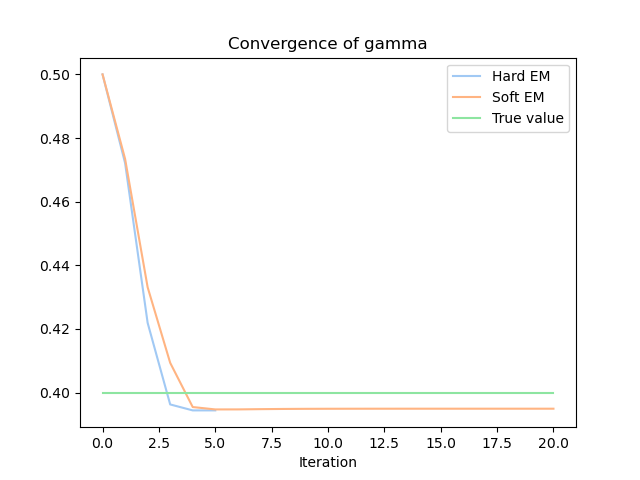 Convergence of gamma
Hard EM
Soft EM
True value
0.50
0.48
0.46
0.44
0.42
0.40
0.0 2.5 5.0 7.5 10.0 12.5 15.0 17.5 20.0
Iteration